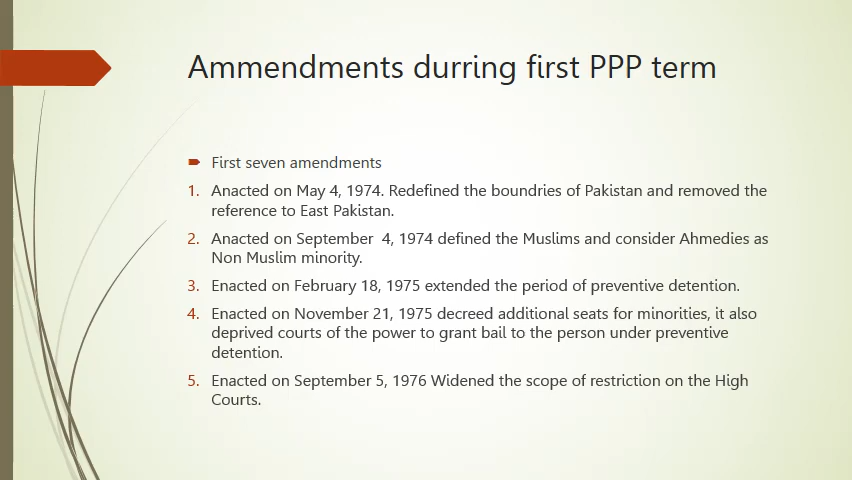 Ammendments durring first PPP term
First seven amendments
1. Anacted on May 4, 1974. Redefined the boundries of Pakistan and removed the
reference to East Pakistan.
2. Anacted on September  4, 1974 defined the Muslims and consider Ahmedies as
Non Muslim minority.
3. Enacted on February 18, 1975 extended the period of preventive detention.
4. Enacted on November 21, 1975 decreed additional seats for minorities, it also
deprived courts of the power to grant bail to the person under preventive
detention.
5. Enacted on September 5, 1976 Widened the scope of restriction on the High
Courts.